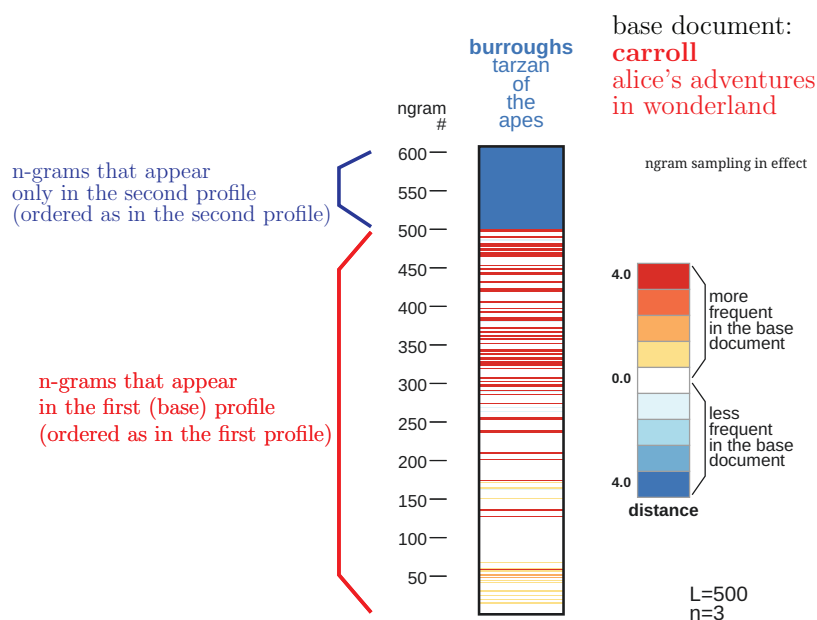 base document:
carroll
alice's adventures
in wonderland
burroughs
tarzan
of
the
apes
ngram
#
ngram sampling in effect
n-grams that appear
only in the second profile
(ordered as in the second profile)
n-grams that appear
in the first (base) profile
(ordered as in the first profile)
600
550
500
450
400
350
300
250
200
150
100
50
4.0
0.0
4.0
more
frequent
in the base
document
less
frequent
in the base
document
distance
L=500
n=3